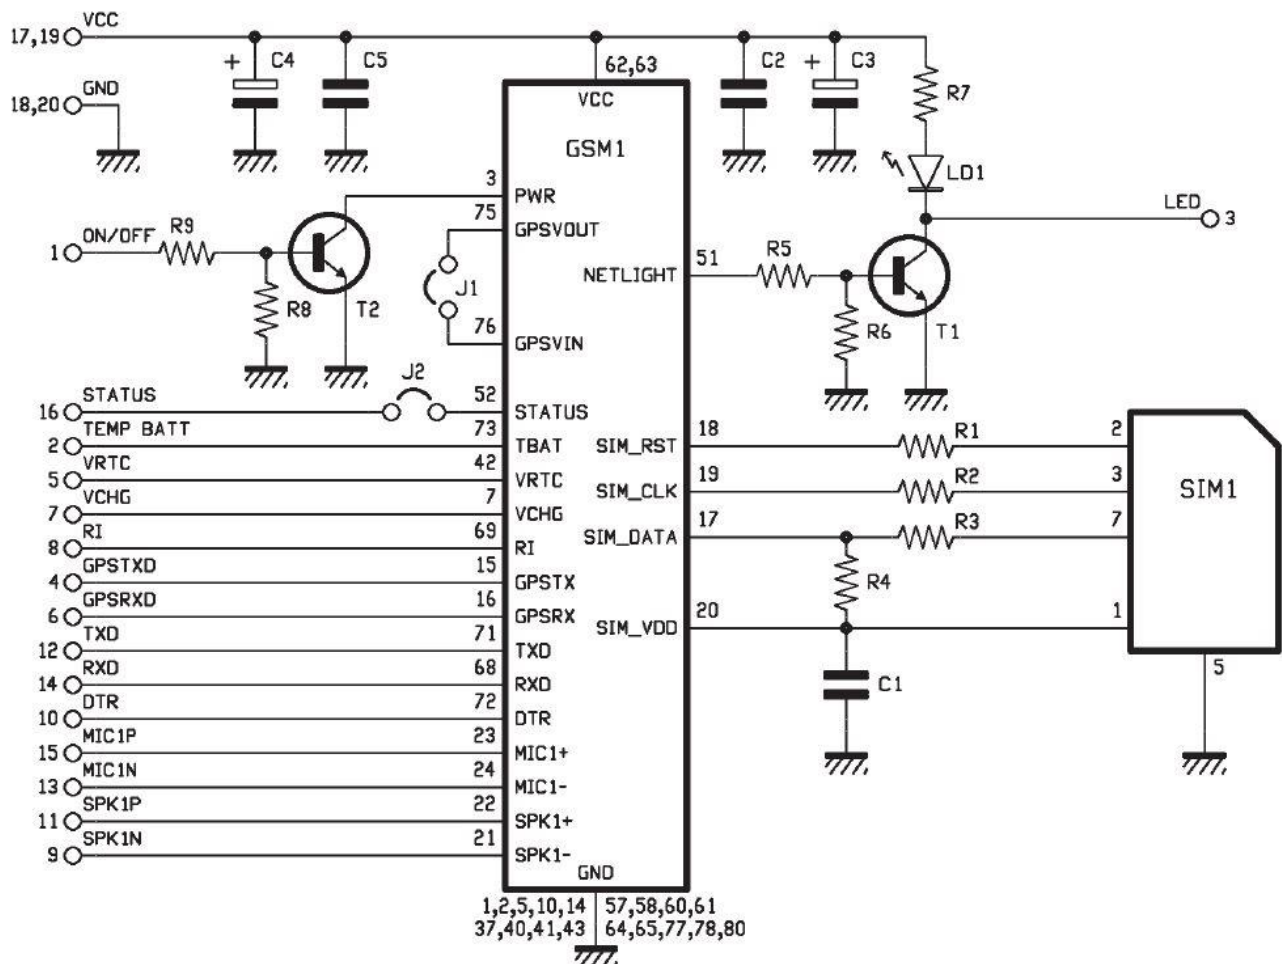 VCC
17,19
GND
18,20
+ C4
C5
62,63
VCC
GSM1
C2
+ C3
R7
LD1
LED
3
3
PWR
75
GPSVOUT
R9
1 ON/OFF
R8
T2
J1
76
GPSVIN
NETLIGHT
51
R5
R6
T1
J2
STATUS
16
52
STATUS
TEMP BATT
2
73
TBAT
VRTC
5
42
VRTC
VCHG
7
7
VCHG
RI
8
69
RI
GPSTXD
4
15
GPSTX
GPSRXD
6
16
GPSRX
TXD
12
71
TXD
RXD
14
68
RXD
DTR
10
72
DTR
MIC1P
15
23
MIC1+
MIC1N
13
24
MIC1-
SPK1P
11
22
SPK1+
SPK1N
9
21
SPK1-
SIM_RST
18
R1
2
SIM_CLK
19
R2
3
SIM_DATA
17
R3
7
R4
SIM_VDD
20
1
C1
SIM1
5
GND
1,2,5,10,14 57,58,60,61
37,40,41,43 64,65,77,78,80